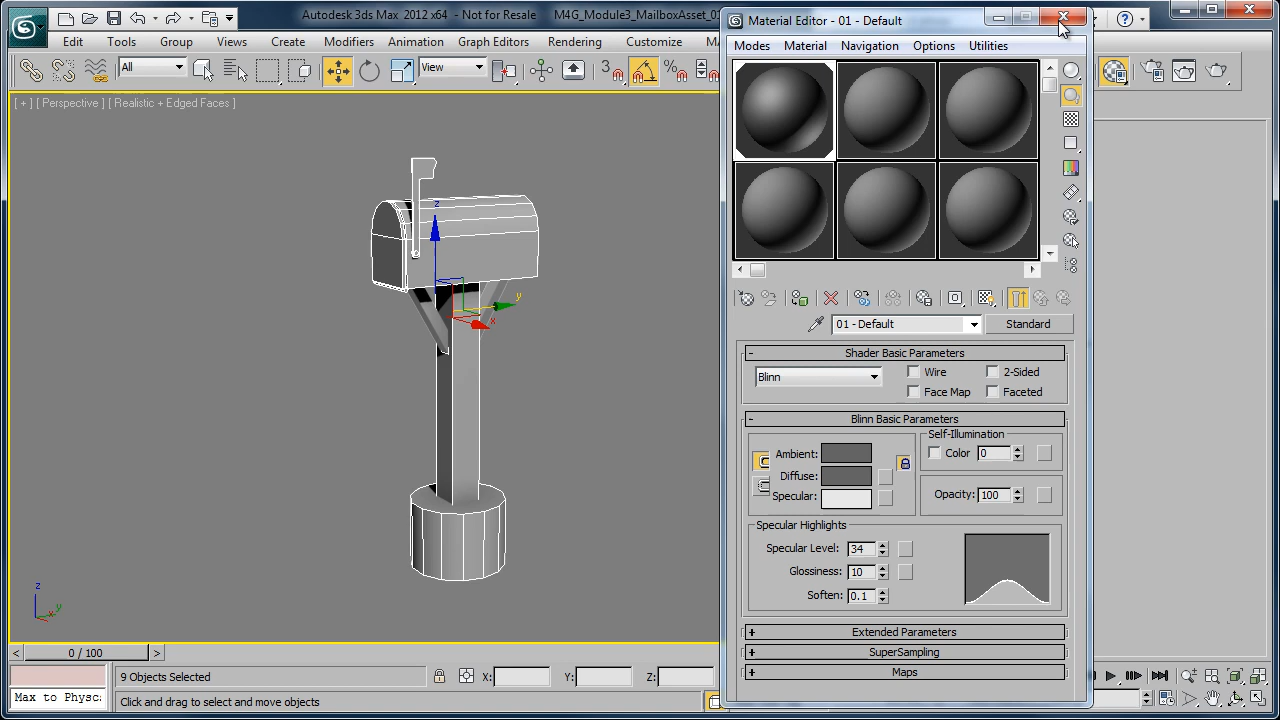 Autodesk 3ds Max 2012 x64 - Not for Resale M4G_Module3_MailboxAsset_0
Edit Tools Group Views Create Modifiers Animation Graph Editors Rendering Customize
All
View
3
%
[ + ] [ Perspective ] [ Realistic + Edged Faces ]
z
y
x
z
y
x
< 0 / 100 >
9 Objects Selected
X: Y: Z:
Max to Physc
Click and drag to select and move objects
Material Editor - 01 - Default
Modes Material Navigation Options Utilities
01 - Default
Standard
- Shader Basic Parameters
Blinn
Wire 2-Sided
Face Map Faceted
- Blinn Basic Parameters
Ambient:
Diffuse:
Specular:
Self-Illumination
Color 0
Opacity: 100
Specular Highlights
Specular Level: 34
Glossiness: 10
Soften: 0.1
+ Extended Parameters
+ SuperSampling
+ Maps